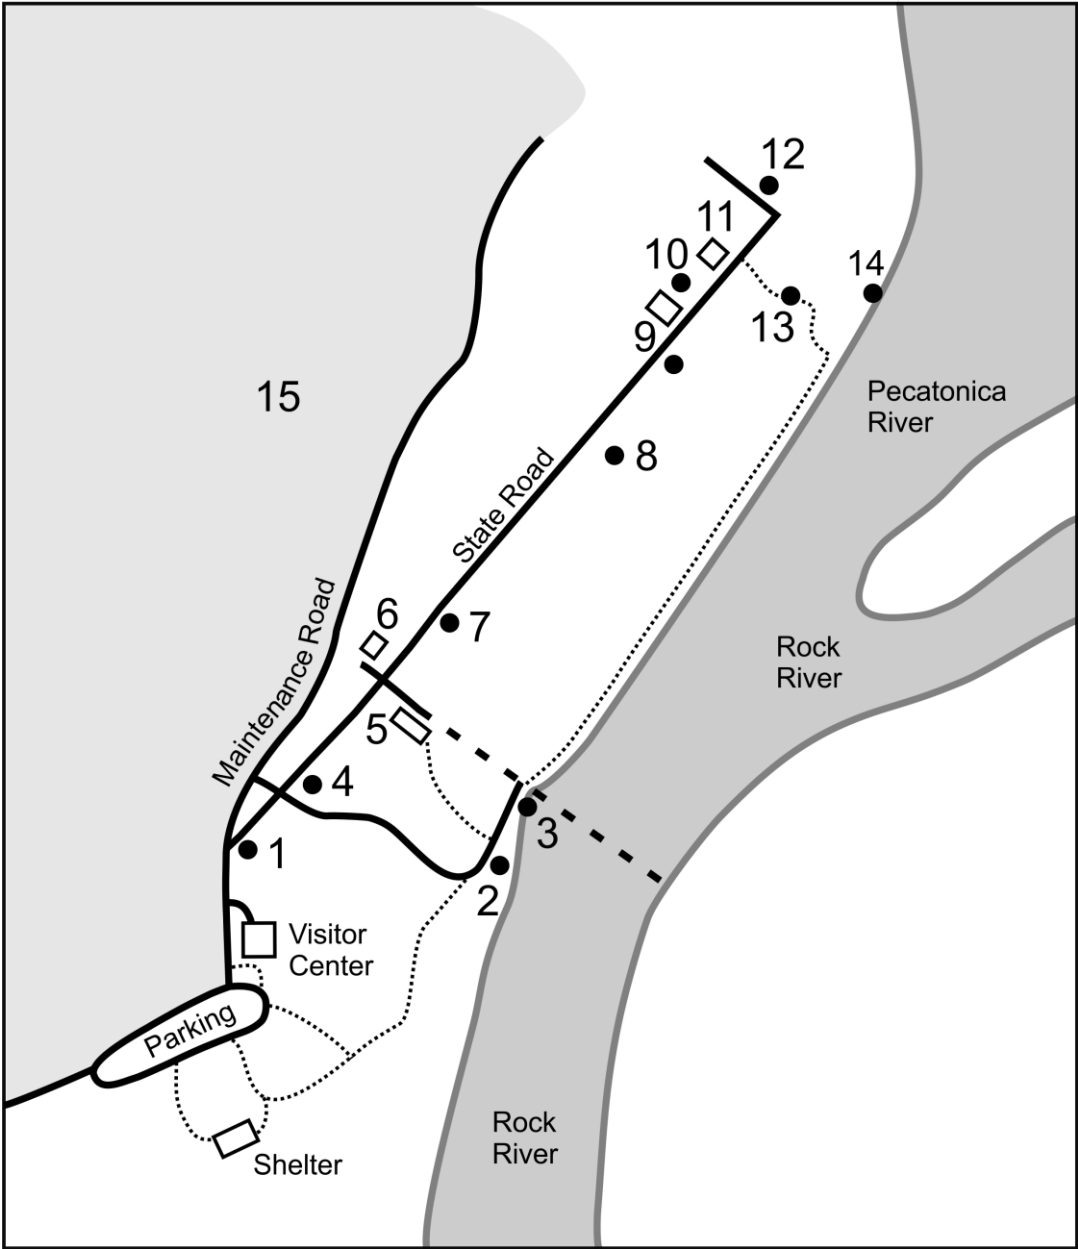 12
11
10
14
13
9
15
Pecatonica
River
8
State Road
6
7
Maintenance Road
Rock
River
5
4
3
1
2
Visitor
Center
Parking
Rock
River
Shelter